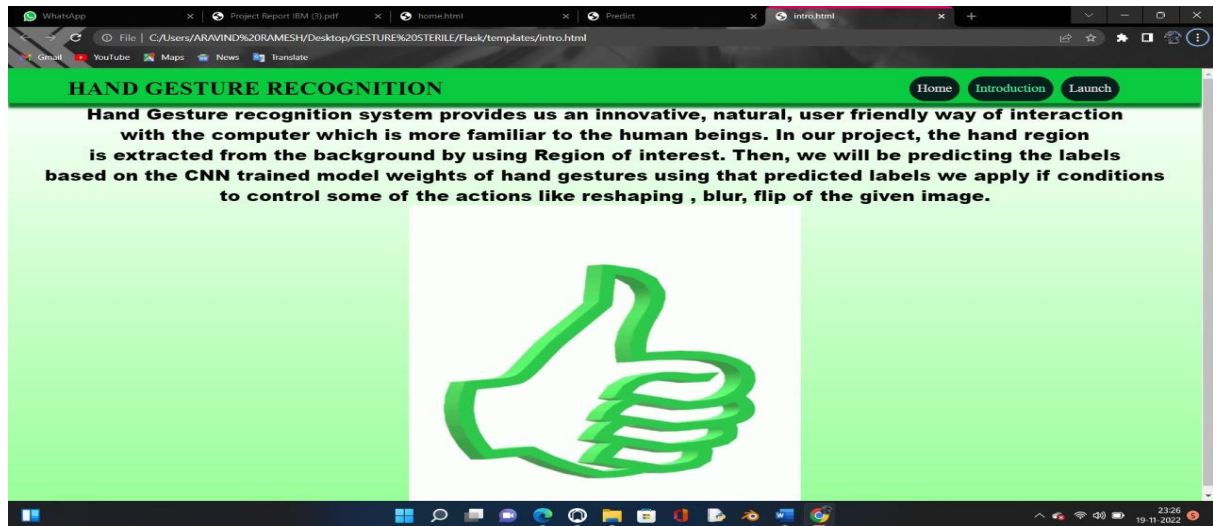 WhatsApp
Project Report IBM (3).pdf
home.html
Predict
intro.html
File | C:/Users/ARAVIND%20RAMESH/Desktop/GESTURE%20STERILE/Flask/templates/intro.html
Gmail YouTube Maps News Translate
HAND GESTURE RECOGNITION
Home Introduction Launch
Hand Gesture recognition system provides us an innovative, natural, user friendly way of interaction
with the computer which is more familiar to the human beings. In our project, the hand region
is extracted from the background by using Region of interest. Then, we will be predicting the labels
based on the CNN trained model weights of hand gestures using that predicted labels we apply if conditions
to control some of the actions like reshaping , blur, flip of the given image.
23:26
19-11-2022